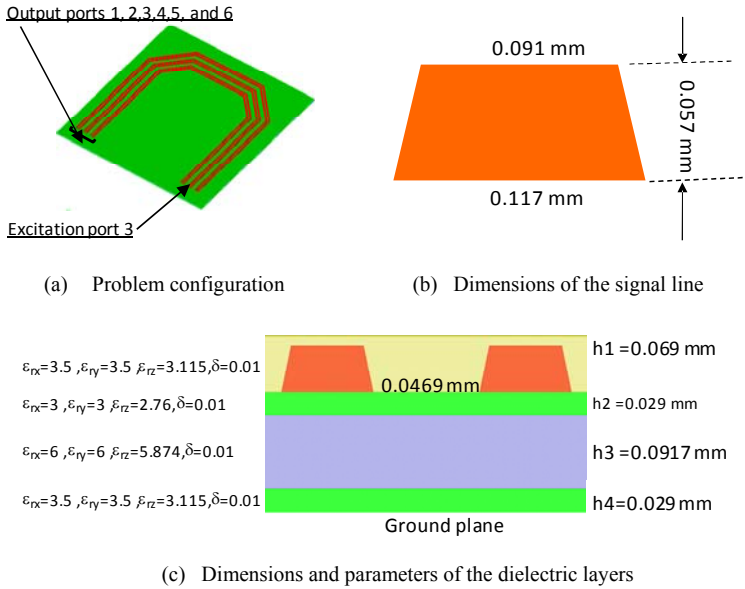 Output ports 1, 2,3,4,5, and 6
Excitation port 3
(a) Problem configuration
0.091 mm
0.057 mm
0.117 mm
(b) Dimensions of the signal line
εrx=3.5 ,εry=3.5 ,εrz=3.115,δ=0.01
0.0469 mm
h1 =0.069 mm
εrx=3 ,εry=3 ,εrz=2.76,δ=0.01
h2 =0.029 mm
εrx=6 ,εry=6 ,εrz=5.874,δ=0.01
h3 =0.0917 mm
εrx=3.5 ,εry=3.5 ,εrz=3.115,δ=0.01
h4=0.029 mm
Ground plane
(c) Dimensions and parameters of the dielectric layers